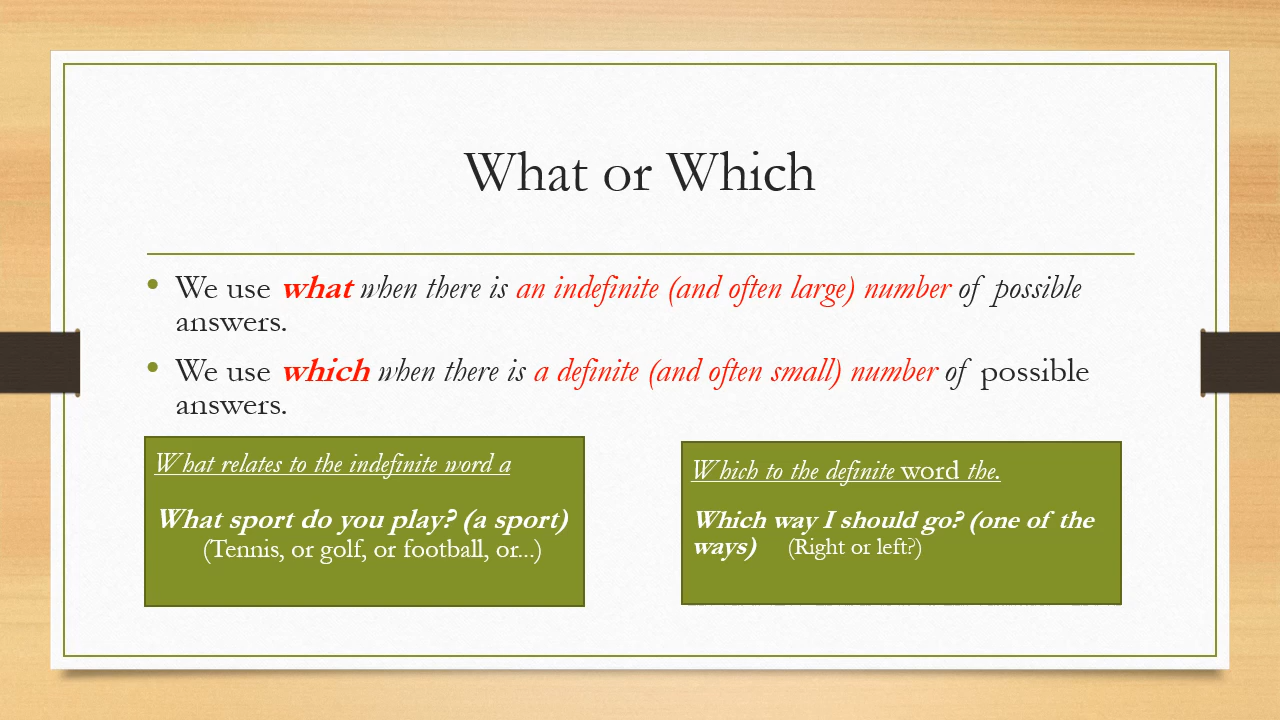 What or Which
• We use what when there is an indefinite (and often large) number of possible
answers.
• We use which when there is a definite (and often small) number of possible
answers.
What relates to the indefinite word a
What sport do you play? (a sport)
(Tennis, or golf, or football, or...)
Which to the definite word the.
Which way I should go? (one of the
ways) (Right or left?)